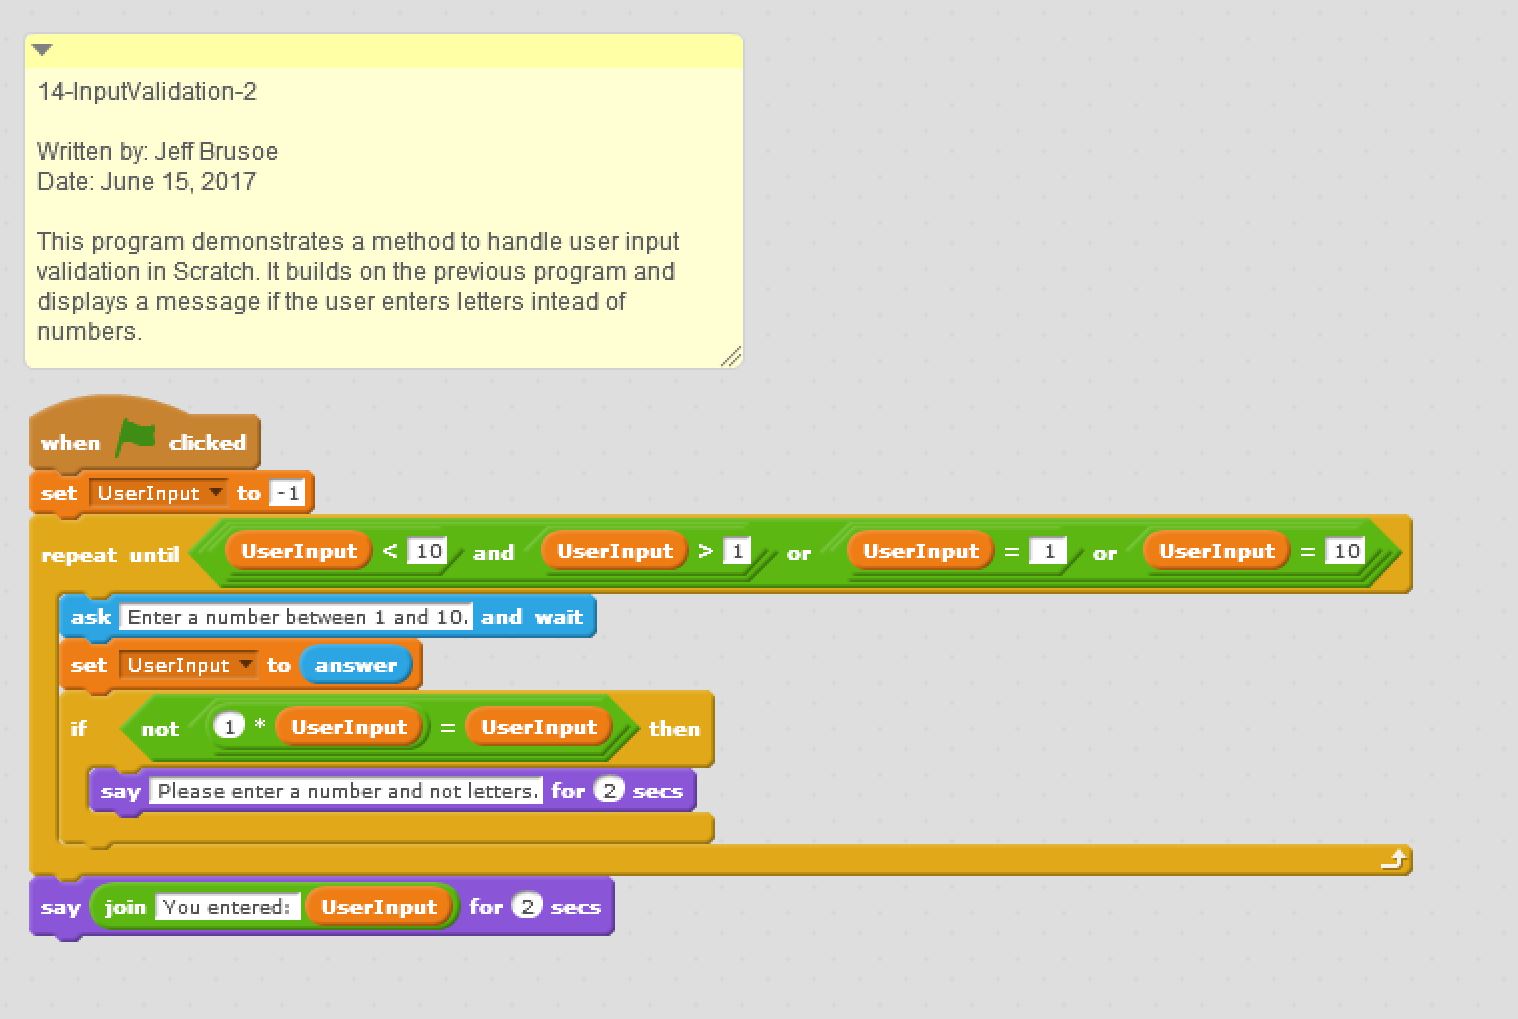 14-InputValidation-2
Written by: Jeff Brusoe
Date: June 15, 2017
This program demonstrates a method to handle user input
validation in Scratch. It builds on the previous program and
displays a message if the user enters letters intead of
numbers.
when clicked
set UserInput to -1
repeat until UserInput < 10 and UserInput > 1 or UserInput = 1 or UserInput = 10
ask Enter a number between 1 and 10. and wait
set UserInput to answer
if not 1 * UserInput = UserInput then
say Please enter a number and not letters. for 2 secs
say join You entered: UserInput for 2 secs